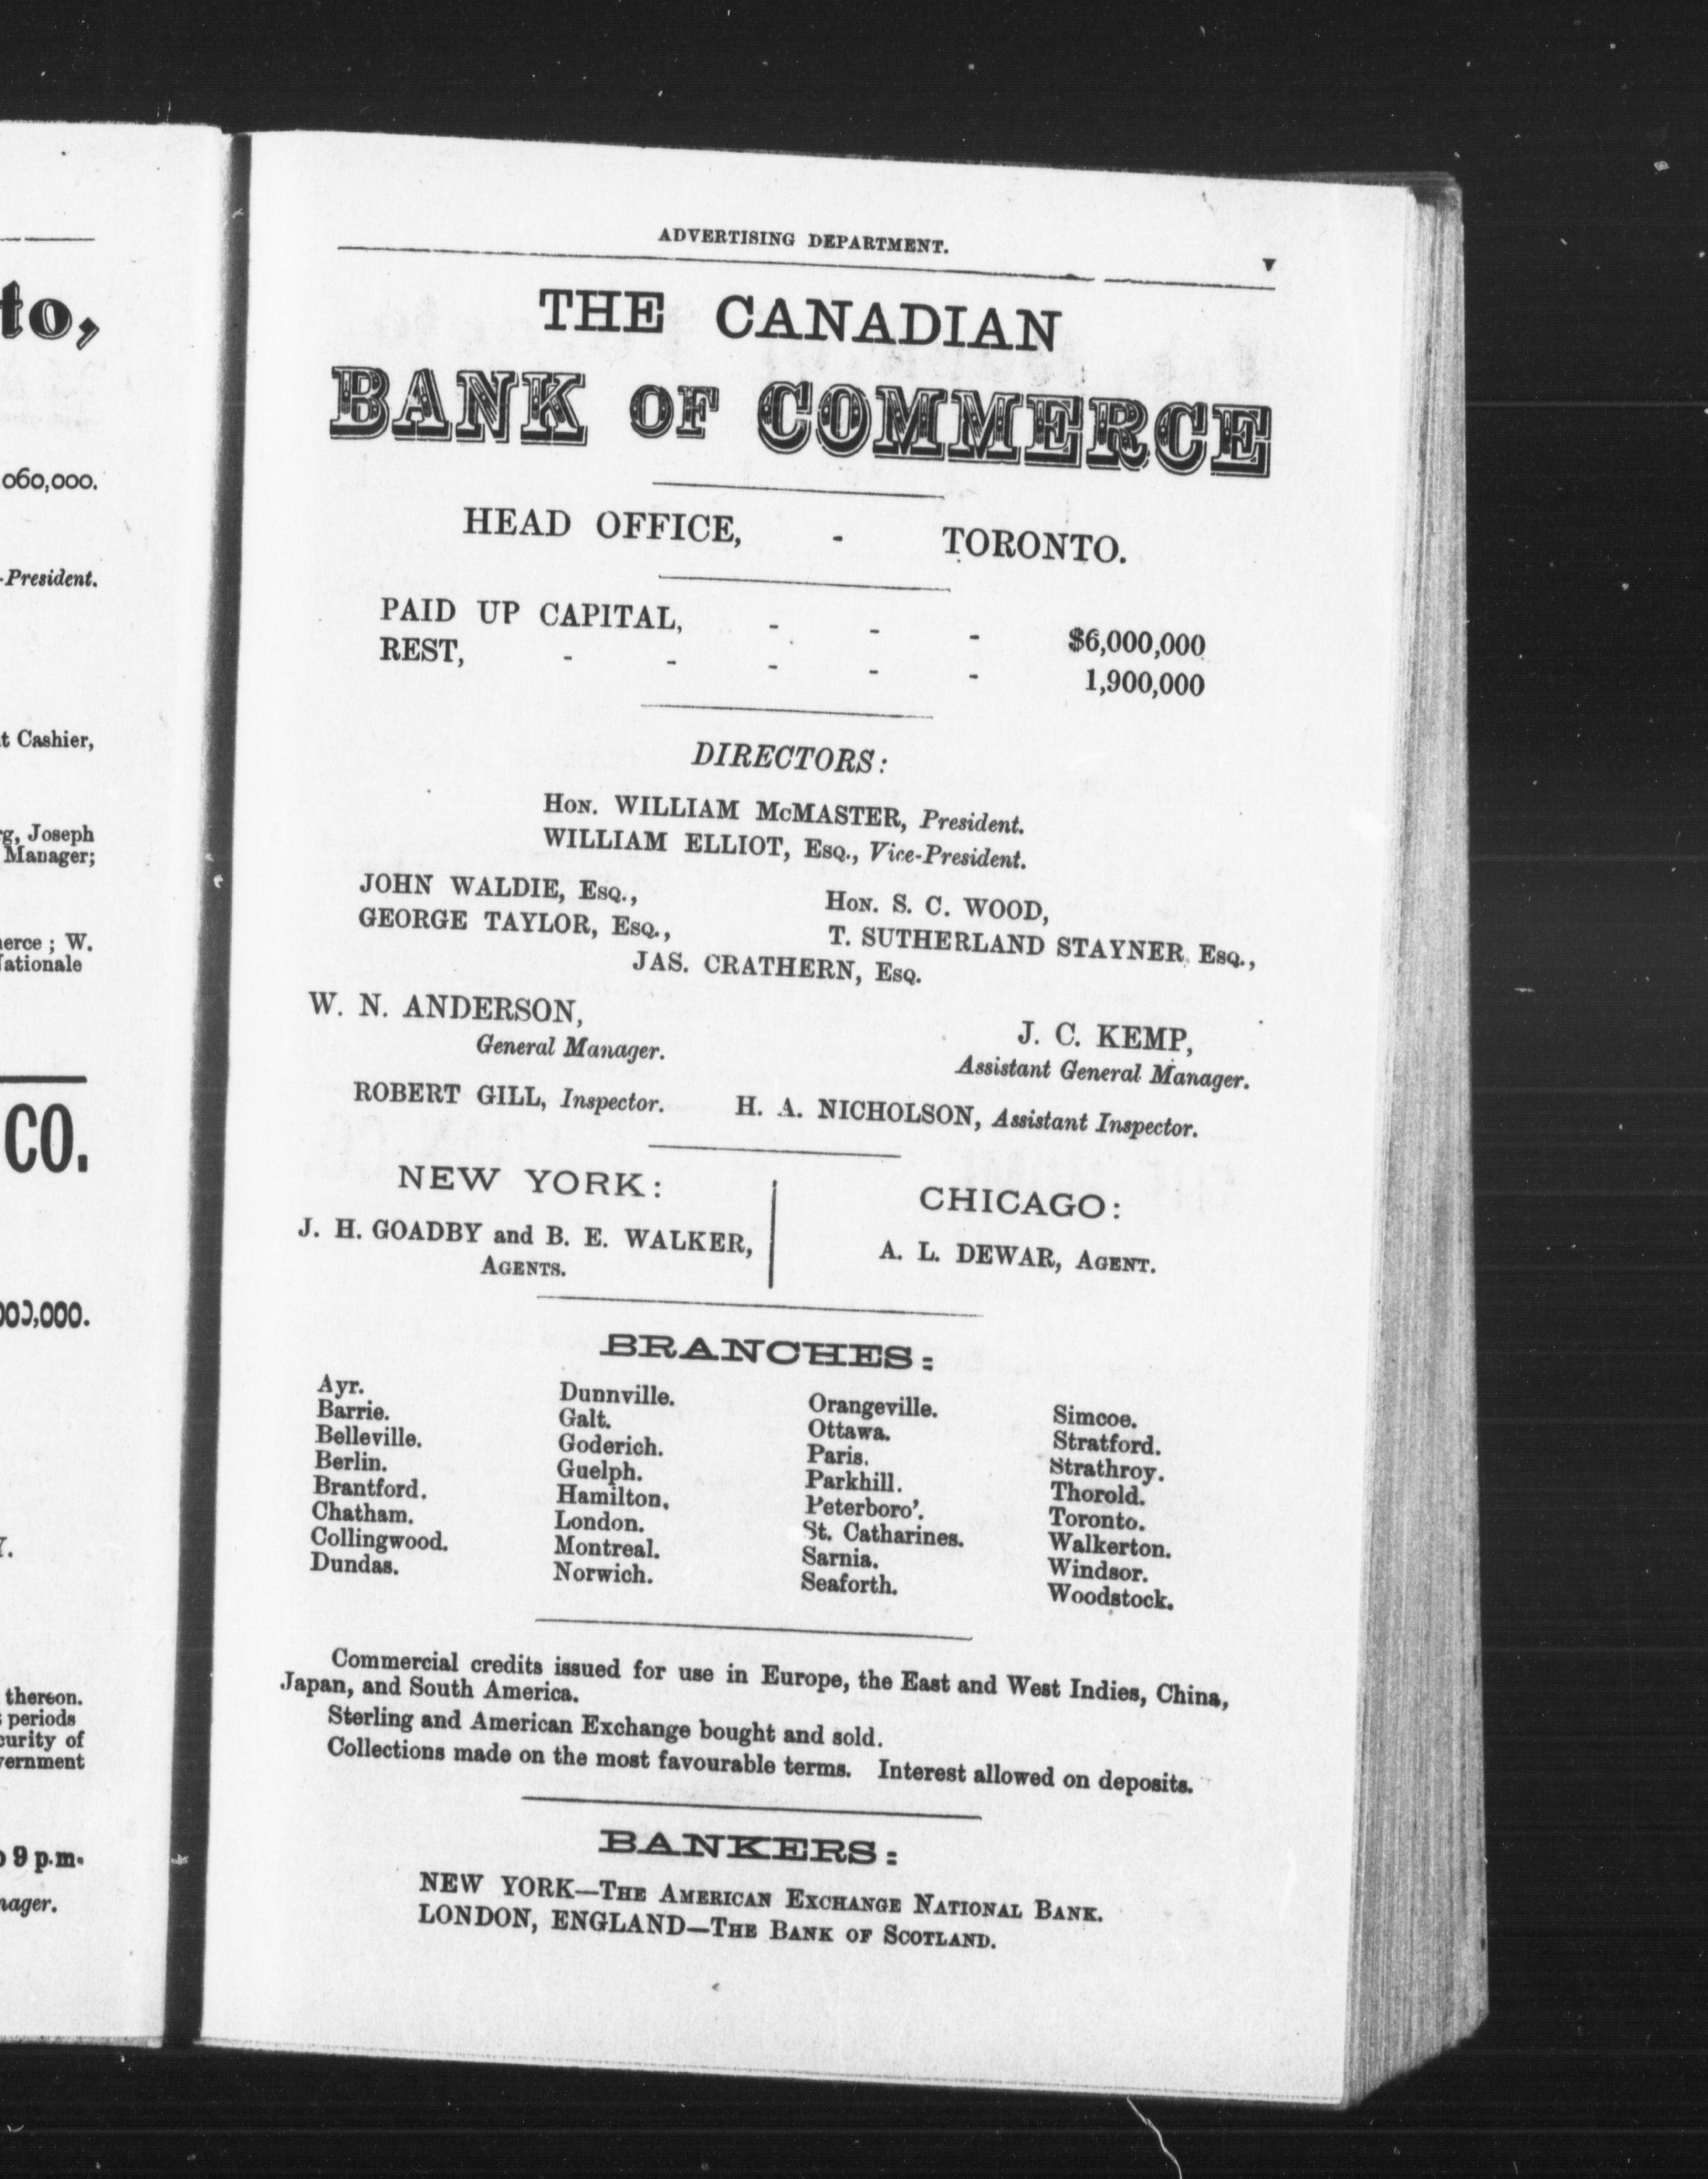 to,
060,000.
-President.
t Cashier,
g, Joseph
Manager;
erce ; W.
ationale
CO.
000,000.
thereon.
periods
curity of
vernment
9 p.m.
nager.
ADVERTISING DEPARTMENT.
v
THE CANADIAN
BANK OF COMMERCE
HEAD OFFICE, - TORONTO.
PAID UP CAPITAL, - - - $6,000,000
REST, - - - - - 1,900,000
DIRECTORS:
HON. WILLIAM McMASTER, President.
WILLIAM ELLIOT, ESQ., Vice-President.
JOHN WALDIE, ESQ., HON. S. C. WOOD,
GEORGE TAYLOR, ESQ., T. SUTHERLAND STAYNER ESQ.,
JAS. CRATHERN, ESQ.
W. N. ANDERSON, J. C. KEMP,
General Manager. Assistant General Manager.
ROBERT GILL, Inspector. H. A. NICHOLSON, Assistant Inspector.
NEW YORK:
J. H. GOADBY and B. E. WALKER,
AGENTS.
CHICAGO:
A. L. DEWAR, AGENT.
BRANCHES:
Ayr. Dunnville. Orangeville. Simcoe.
Barrie. Galt. Ottawa. Stratford.
Belleville. Goderich. Paris. Strathroy.
Berlin. Guelph. Parkhill. Thorold.
Brantford. Hamilton. Peterboro'. Toronto.
Chatham. London. St. Catharines. Walkerton.
Collingwood. Montreal. Sarnia. Windsor.
Dundas. Norwich. Seaforth. Woodstock.
Commercial credits issued for use in Europe, the East and West Indies, China,
Japan, and South America.
Sterling and American Exchange bought and sold.
Collections made on the most favourable terms. Interest allowed on deposits.
BANKERS:
NEW YORK—THE AMERICAN EXCHANGE NATIONAL BANK.
LONDON, ENGLAND—THE BANK OF SCOTLAND.